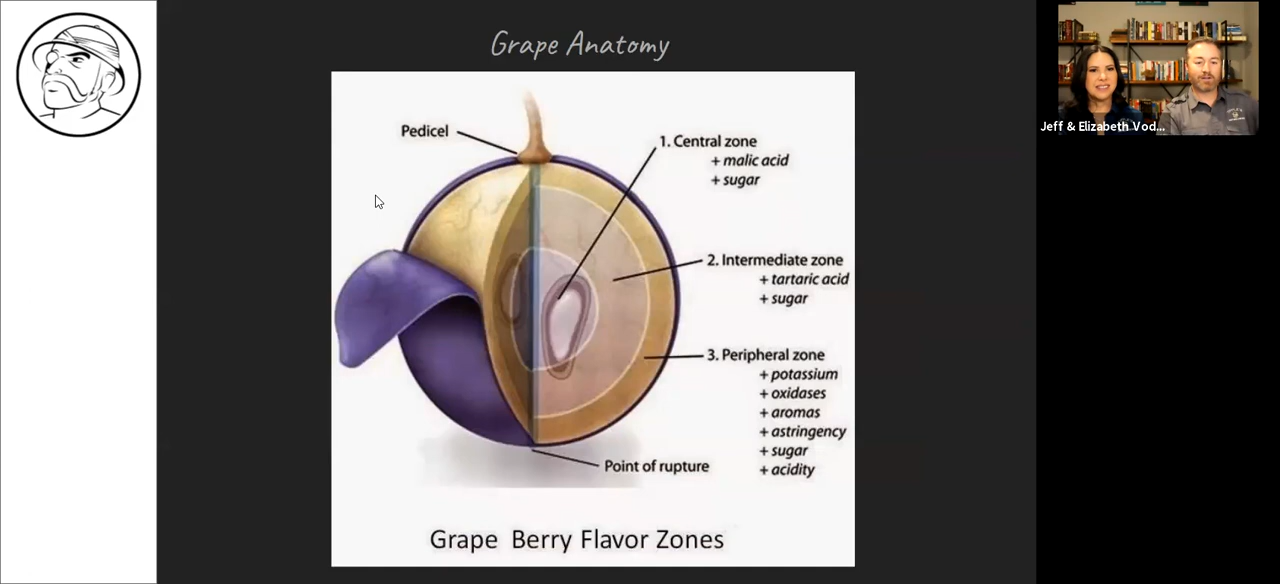 Grape Anatomy
Pedicel
1. Central zone
+ malic acid
+ sugar
2. Intermediate zone
+ tartaric acid
+ sugar
3. Peripheral zone
+ potassium
+ oxidases
+ aromas
+ astringency
+ sugar
+ acidity
Point of rupture
Grape Berry Flavor Zones
Jeff & Elizabeth Vod...